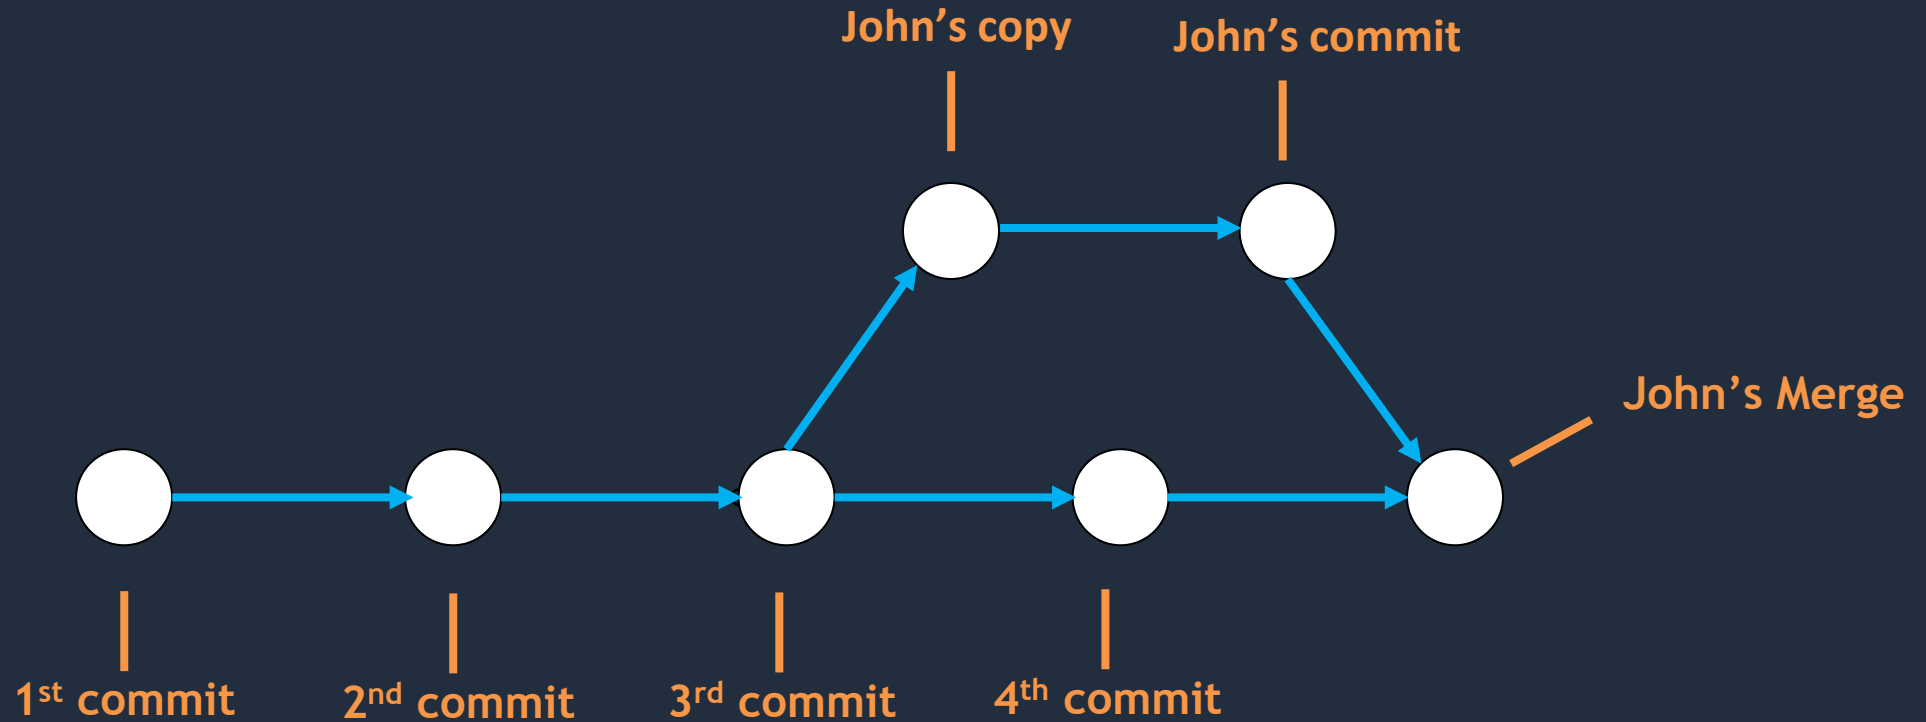 John’s copy
John’s commit
John’s Merge
1st commit
2nd commit
3rd commit
4th commit